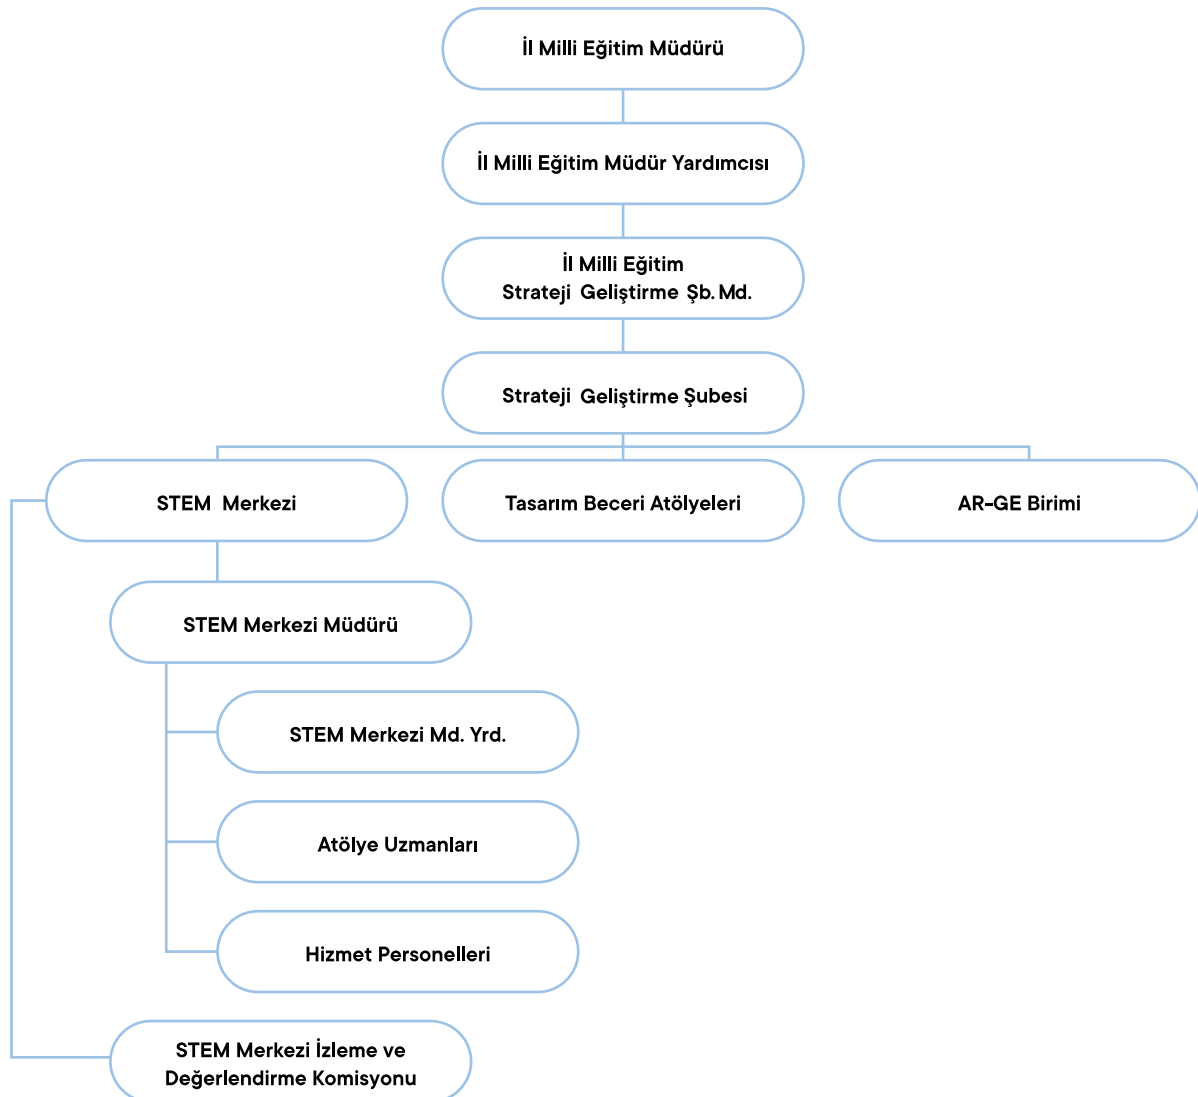 İl Milli Eğitim Müdürü
İl Milli Eğitim Müdür Yardımcısı
İl Milli Eğitim
Strateji Geliştirme Şb. Md.
Strateji Geliştirme Şubesi
STEM Merkezi
Tasarım Beceri Atölyeleri
AR-GE Birimi
STEM Merkezi Müdürü
STEM Merkezi Md. Yrd.
Atölye Uzmanları
Hizmet Personelleri
STEM Merkezi İzleme ve
Değerlendirme Komisyonu